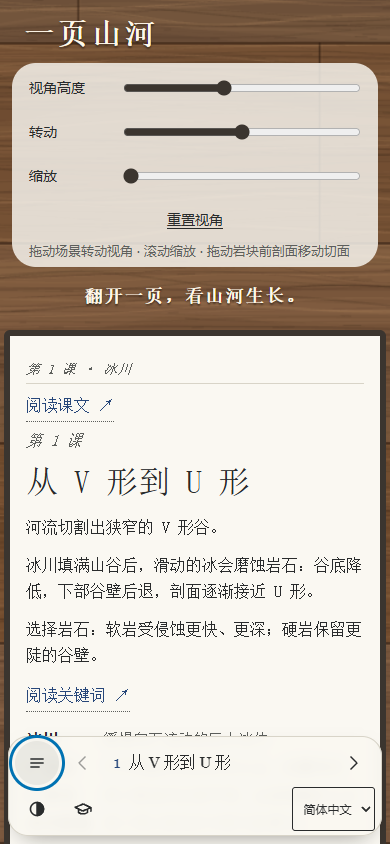 一页山河
视角高度
转动
缩放
重置视角
拖动场景转动视角 · 滚动缩放 · 拖动岩块前剖面移动切面
翻开一页，看山河生长。
第 1 课 · 冰川
阅读课文 ↗
第 1 课
从 V 形到 U 形
河流切割出狭窄的 V 形谷。
冰川填满山谷后，滑动的冰会磨蚀岩石：谷底降
低，下部谷壁后退，剖面逐渐接近 U 形。
选择岩石：软岩受侵蚀更快、更深；硬岩保留更
陡的谷壁。
阅读关键词 ↗
1 从 V 形到 U 形
简体中文